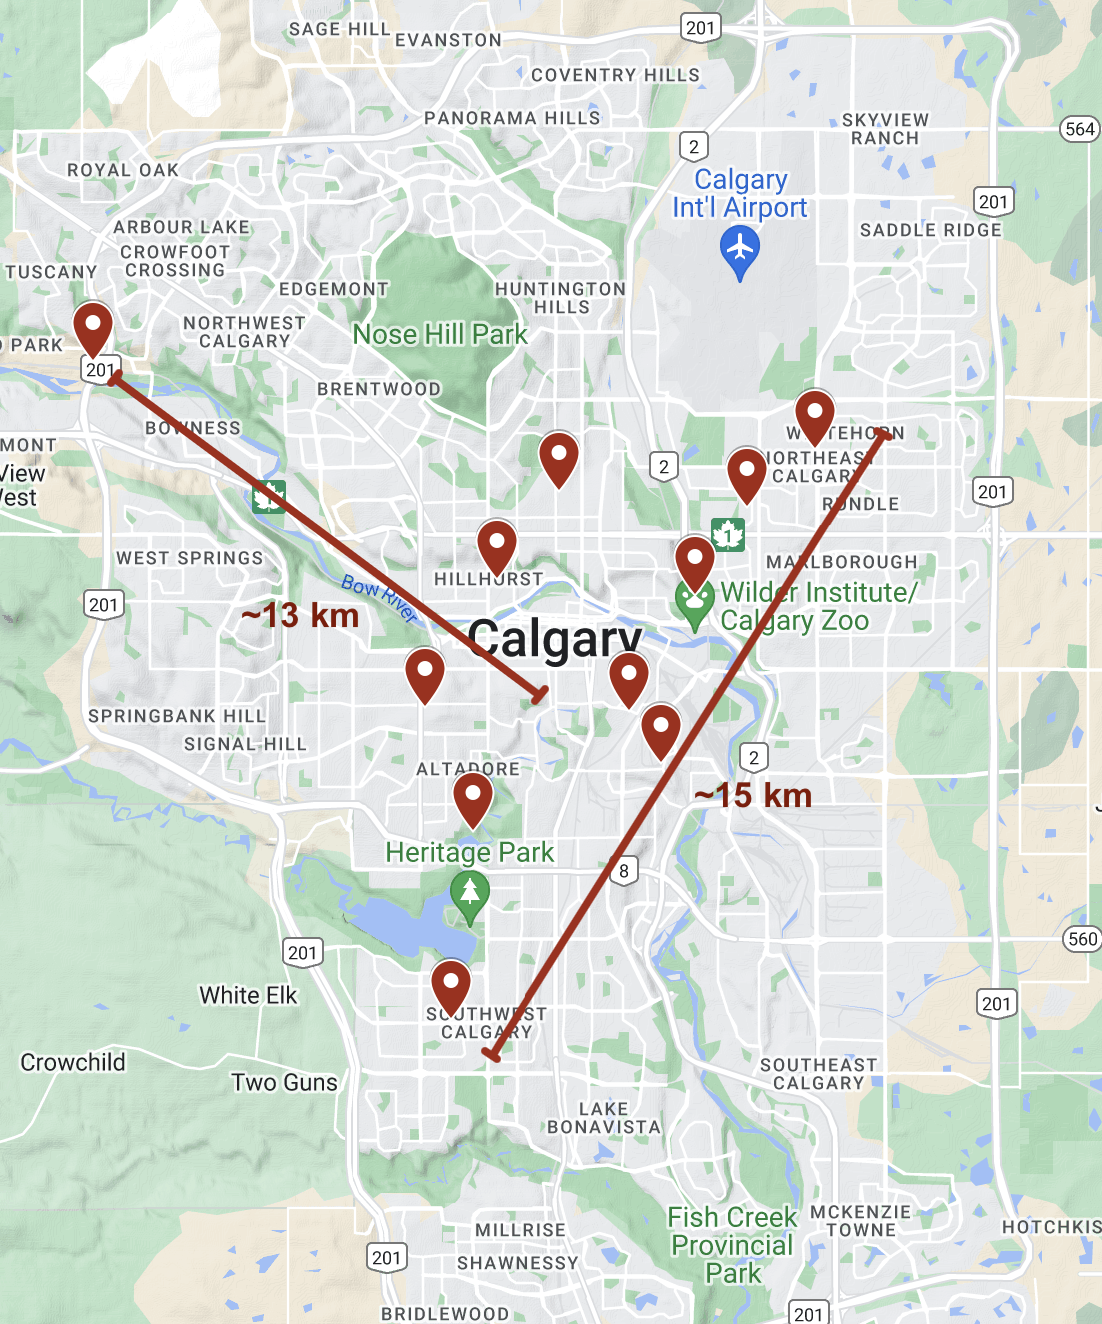 SAGE HILL
EVANSTON
201
COVENTRY HILLS
PANORAMA HILLS
SKYVIEW
RANCH
564
2
ROYAL OAK
Calgary
Int'l Airport
201
ARBOUR LAKE
SADDLE RIDGE
CROWFOOT
CROSSING
TUSCANY
EDGEMONT
HUNTINGTON
HILLS
NORTHWEST
CALGARY
Nose Hill Park
PARK
201
BRENTWOOD
BOWNESS
WHITEHORN
MONT
View
West
NORTHEAST
CALGARY
2
201
1
RUNDLE
1
WEST SPRINGS
MARLBOROUGH
HILLHURST
Bow River
Wilder Institute/
Calgary Zoo
201
~13 km
Calgary
SPRINGBANK HILL
SIGNAL HILL
2
ALTADORE
~15 km
Heritage Park
8
201
560
White Elk
201
SOUTHWEST
CALGARY
Crowchild
Two Guns
SOUTHEAST
CALGARY
LAKE
BONAVISTA
Fish Creek
Provincial
Park
MCKENZIE
TOWNE
HOTCHKIS
MILLRISE
SHAWNESSY
201
BRIDLEWOOD
201